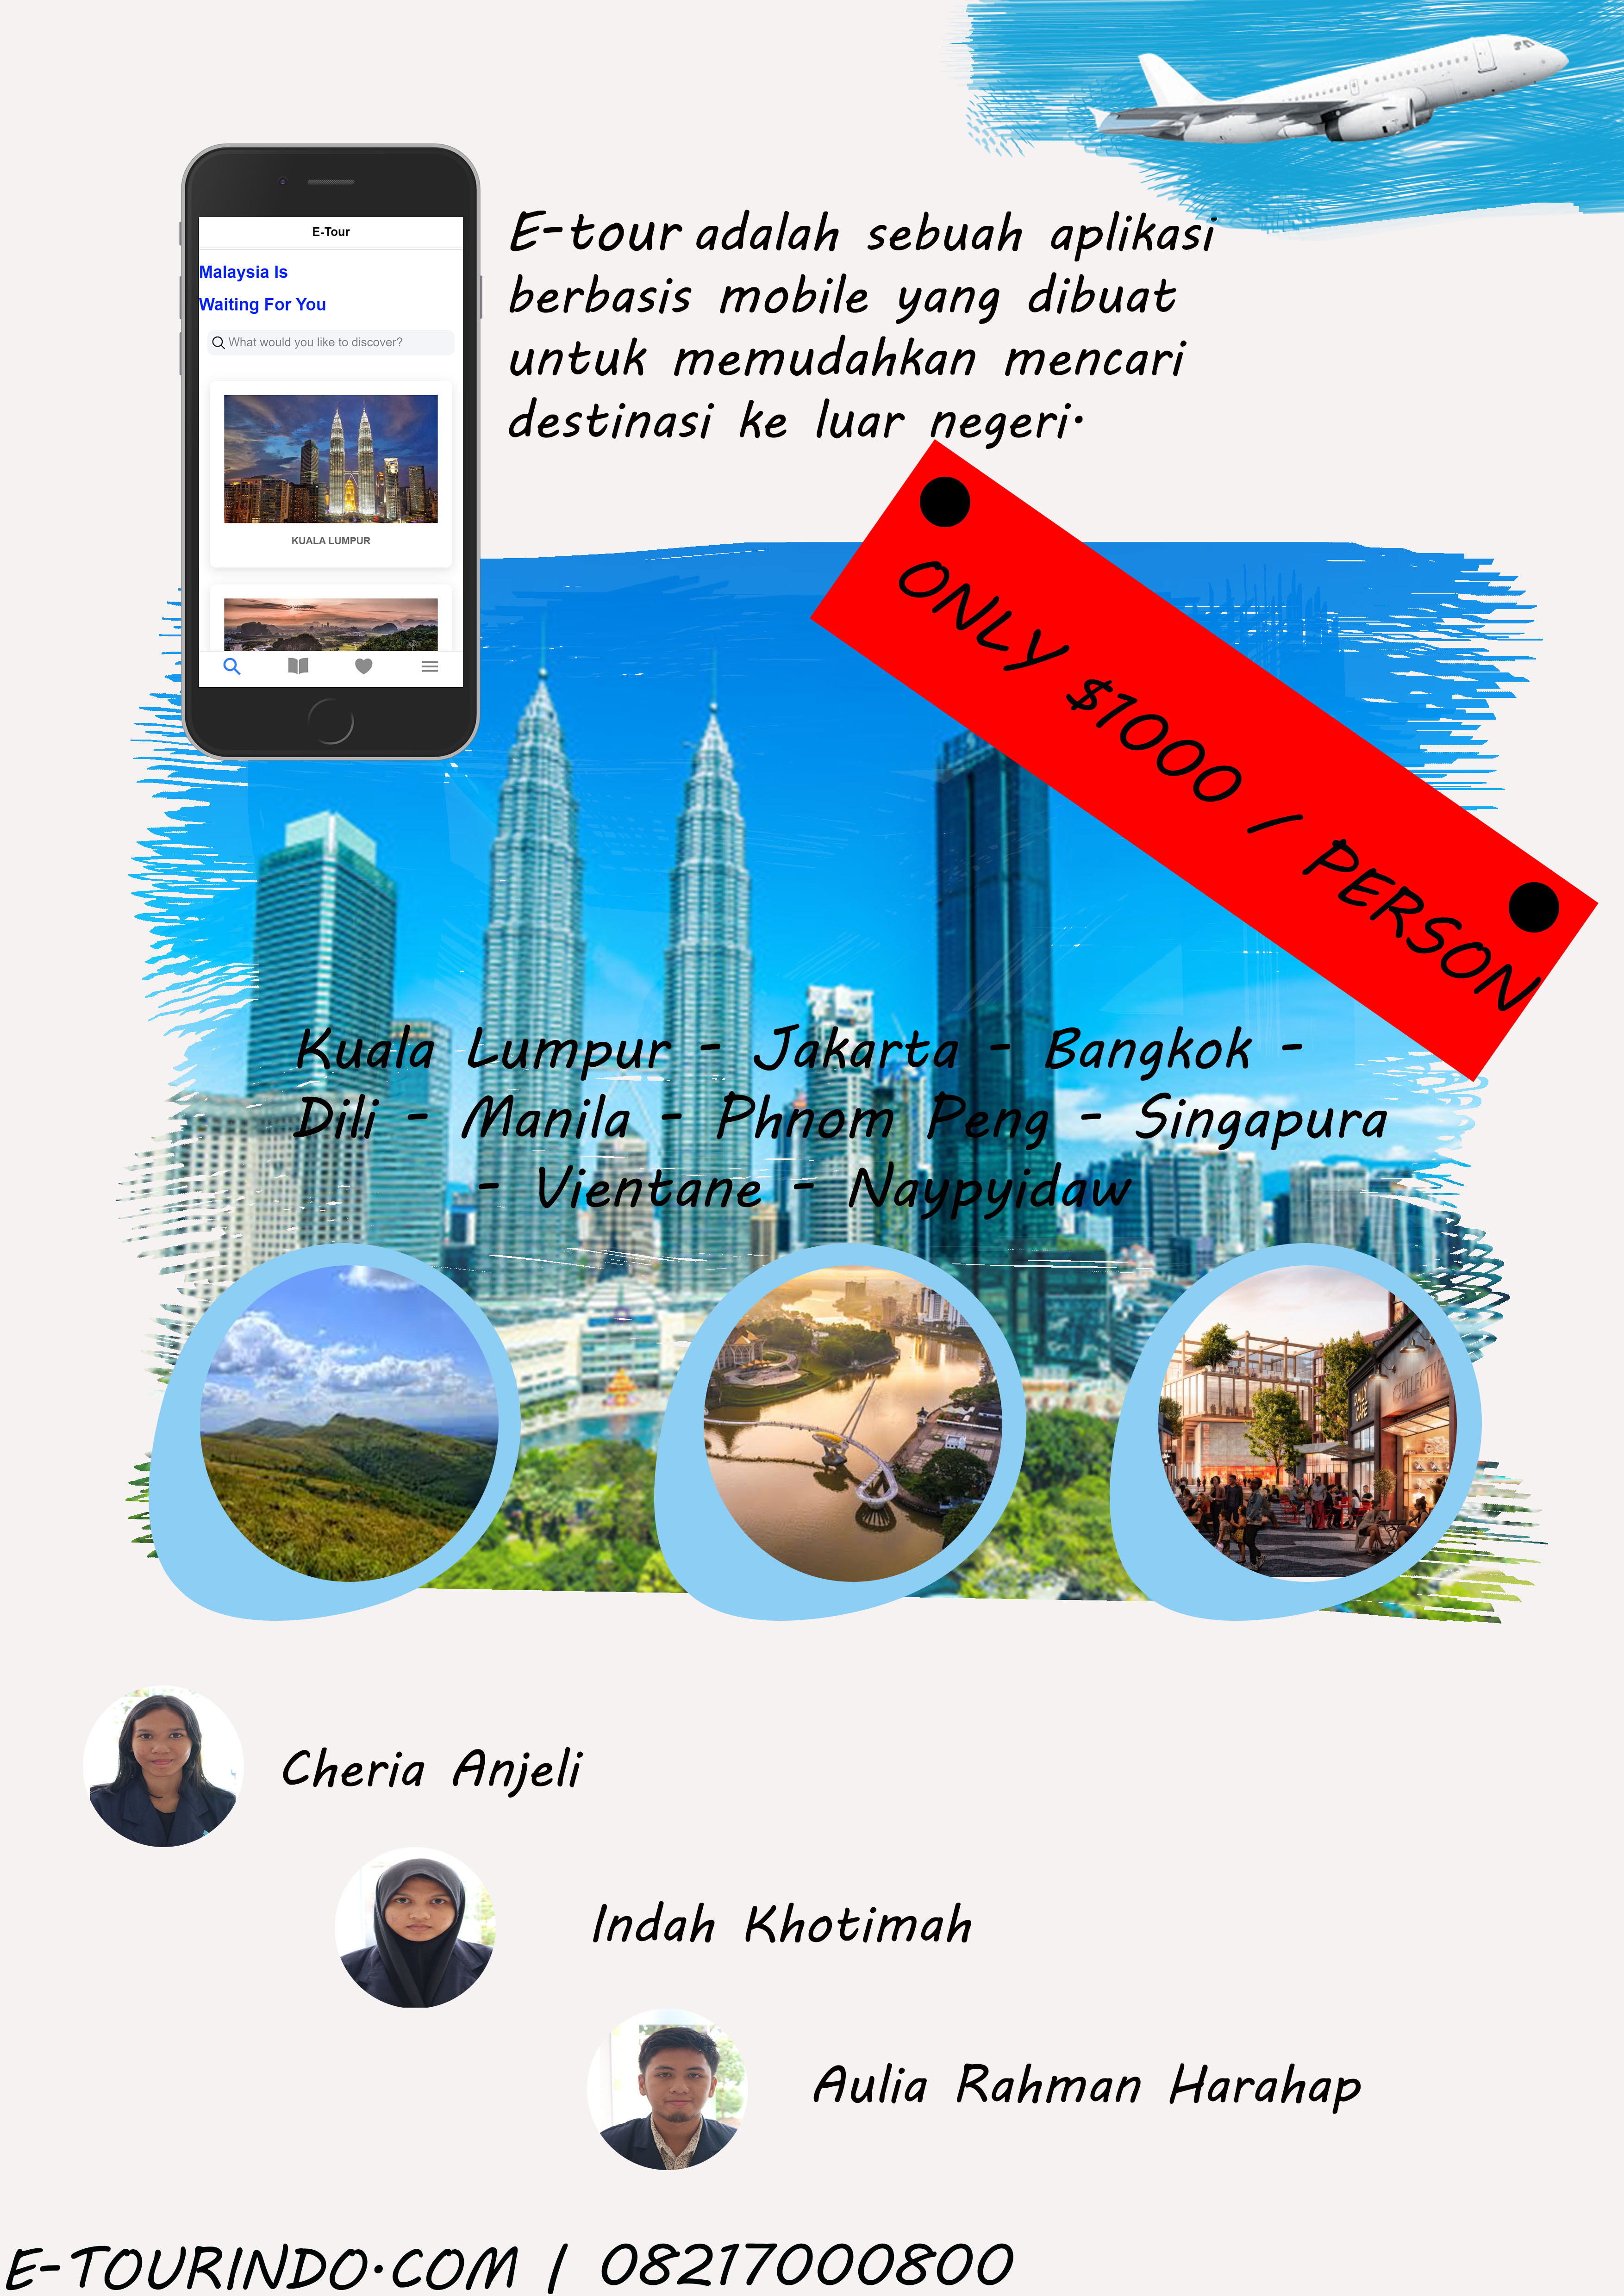 E-Tour
Malaysia Is
Waiting For You
What would you like to discover?
KUALA LUMPUR
E-tour adalah sebuah aplikasi
berbasis mobile yang dibuat
untuk memudahkan mencari
destinasi ke luar negeri.
ONLY $1000 / PERSON
Kuala Lumpur - Jakarta - Bangkok -
Dili - Manila - Phnom Peng - Singapura
- Vientane - Naypyidaw
COLLECTIVE
CAFE
Cheria Anjeli
Indah Khotimah
Aulia Rahman Harahap
E-TOURINDO.COM | 08217000800